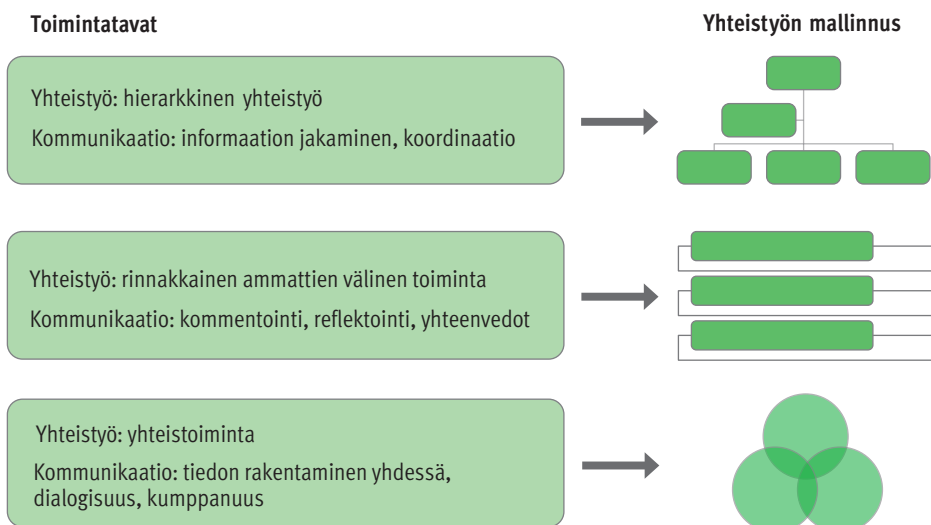 Toimintatavat
Yhteistyön mallinnus
Yhteistyö: hierarkkinen yhteistyö
Kommunikaatio: informaation jakaminen, koordinaatio
Yhteistyö: rinnakkainen ammattien välinen toiminta
Kommunikaatio: kommentointi, reflektointi, yhteenvedot
Yhteistyö: yhteistoiminta
Kommunikaatio: tiedon rakentaminen yhdessä,
dialogisuus, kumppanuus